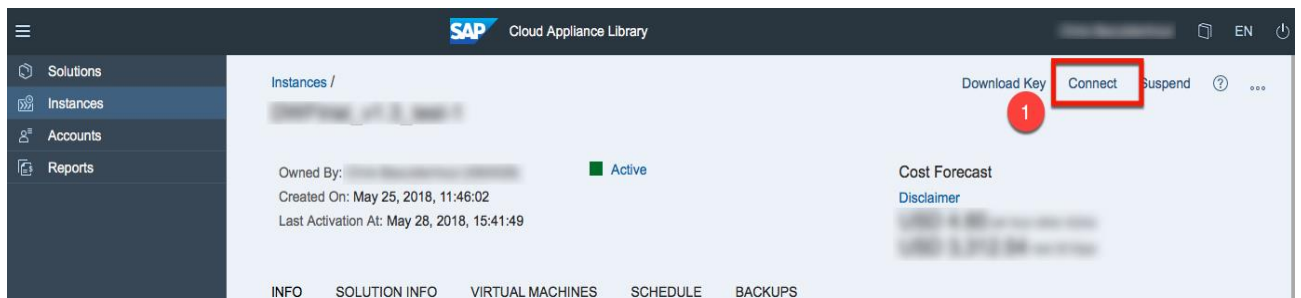 SAP Cloud Appliance Library EN
Solutions
Instances
Accounts
Reports
Instances /
Download Key Connect Suspend
1
Owned By:
Active
Created On: May 25, 2018, 11:46:02
Last Activation At: May 28, 2018, 15:41:49
Cost Forecast
Disclaimer
INFO SOLUTION INFO VIRTUAL MACHINES SCHEDULE BACKUPS